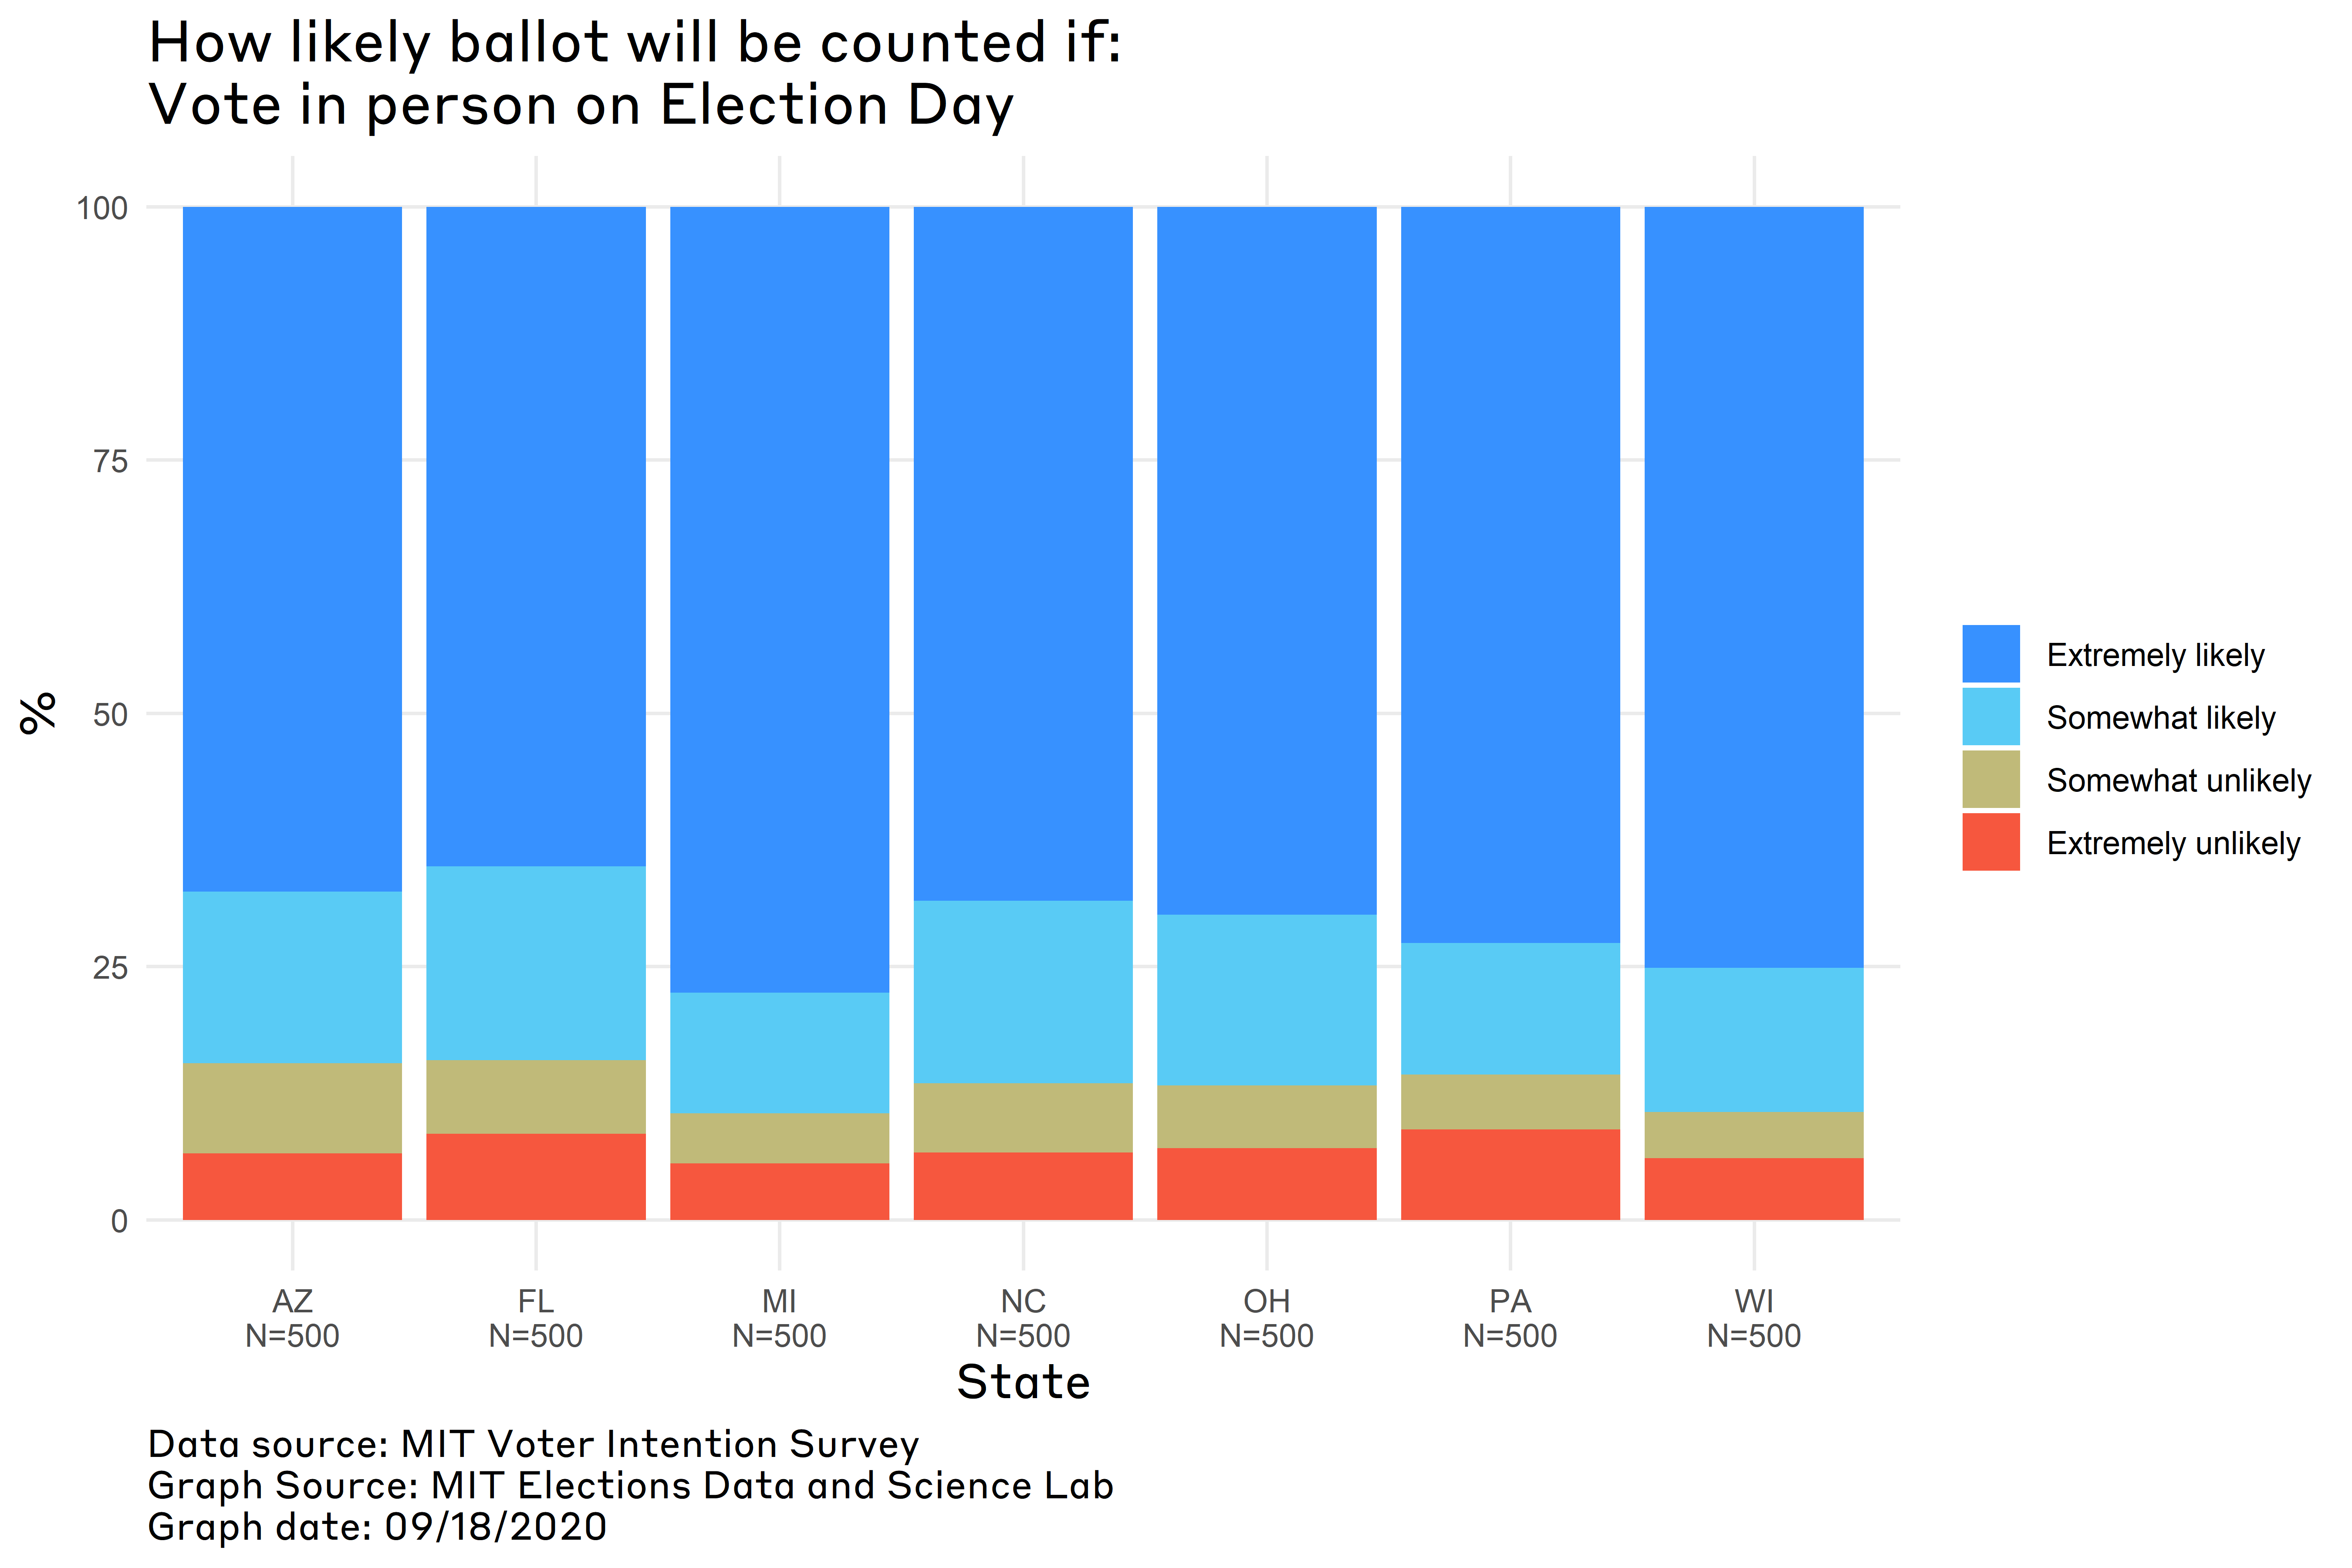 How likely ballot will be counted if:
Vote in person on Election Day
100
75
50
25
0
%
Extremely likely
Somewhat likely
Somewhat unlikely
Extremely unlikely
AZ FL MI NC OH PA WI
N=500 N=500 N=500 N=500 N=500 N=500 N=500
State
Data source: MIT Voter Intention Survey
Graph Source: MIT Elections Data and Science Lab
Graph date: 09/18/2020